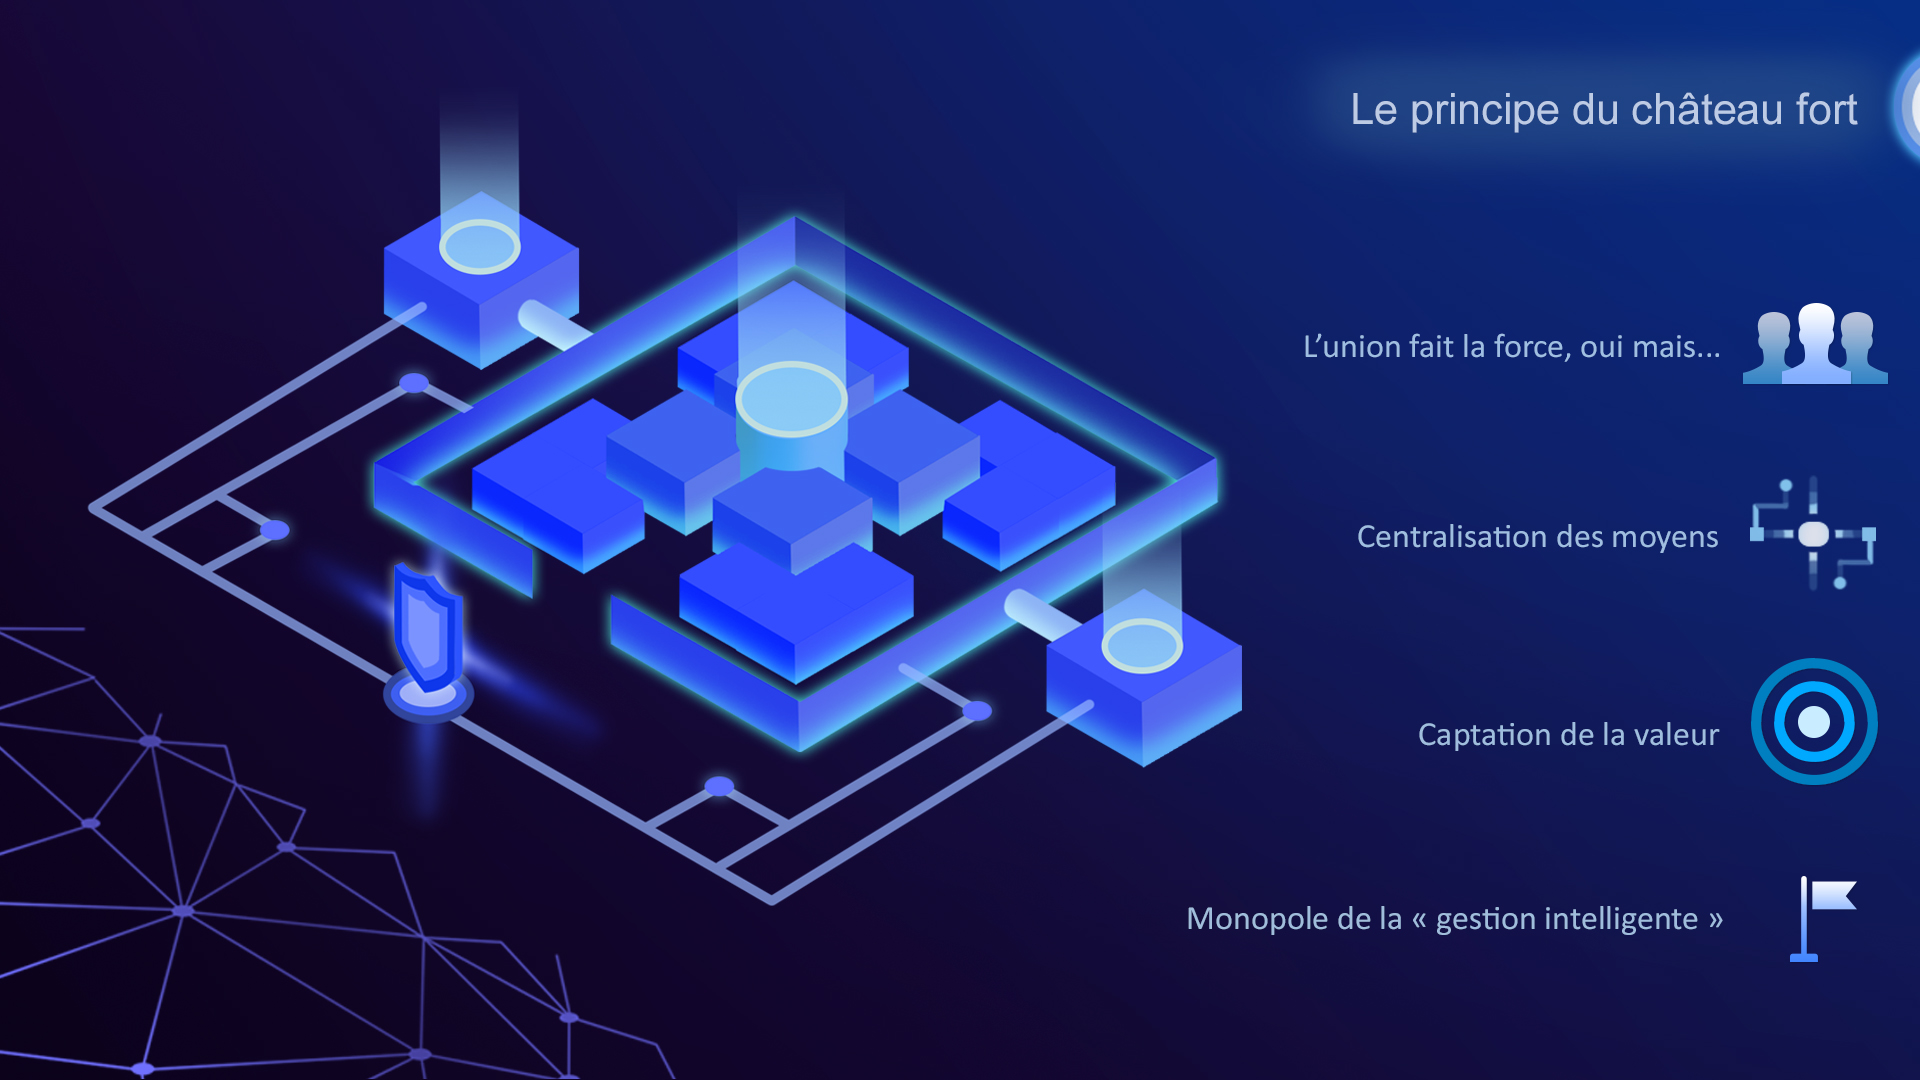 Le principe du château fort
L’union fait la force, oui mais...
Centralisation des moyens
Captation de la valeur
Monopole de la « gestion intelligente »